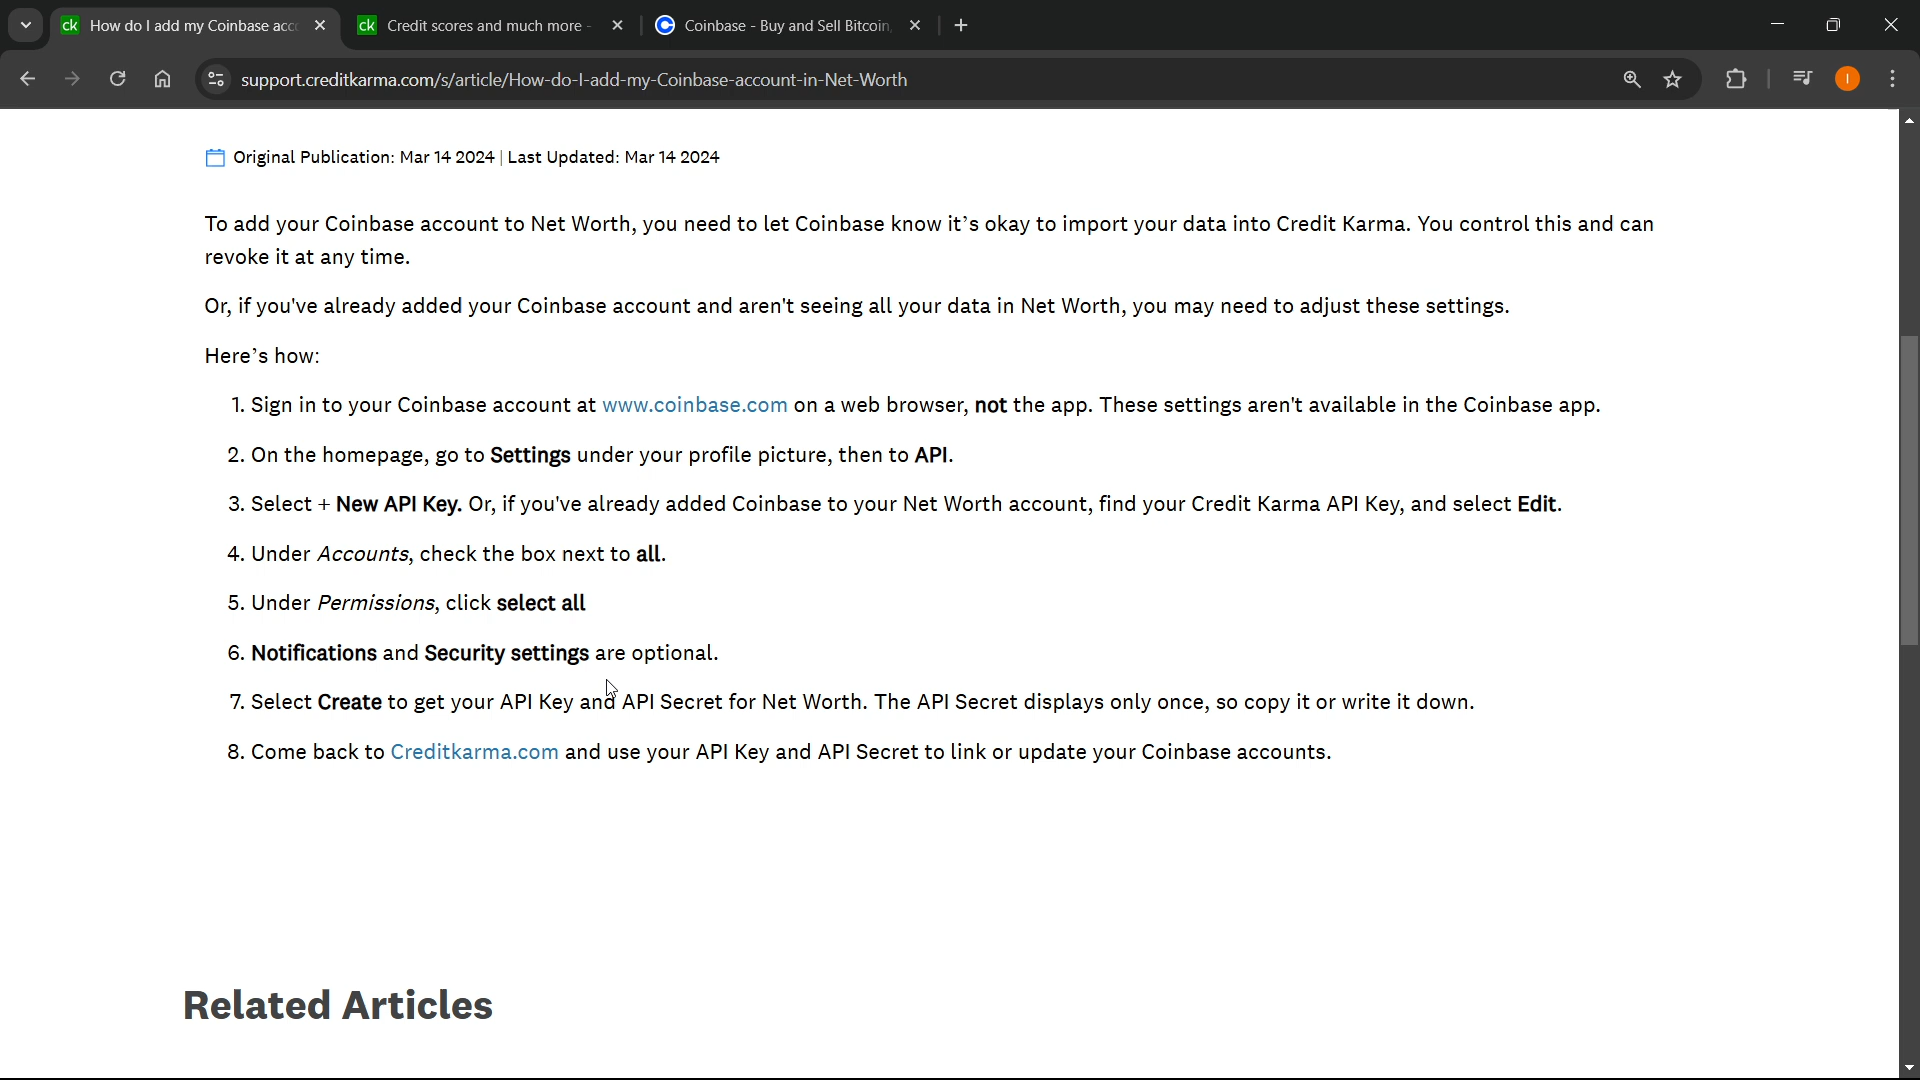 How do I add my Coinbase acc
Credit scores and much more -
Coinbase - Buy and Sell Bitcoin,
support.creditkarma.com/s/article/How-do-I-add-my-Coinbase-account-in-Net-Worth
Original Publication: Mar 14 2024 | Last Updated: Mar 14 2024
To add your Coinbase account to Net Worth, you need to let Coinbase know it’s okay to import your data into Credit Karma. You control this and can
revoke it at any time.
Or, if you've already added your Coinbase account and aren't seeing all your data in Net Worth, you may need to adjust these settings.
Here’s how:
1. Sign in to your Coinbase account at www.coinbase.com on a web browser, not the app. These settings aren't available in the Coinbase app.
2. On the homepage, go to Settings under your profile picture, then to API.
3. Select + New API Key. Or, if you've already added Coinbase to your Net Worth account, find your Credit Karma API Key, and select Edit.
4. Under Accounts, check the box next to all.
5. Under Permissions, click select all
6. Notifications and Security settings are optional.
7. Select Create to get your API Key and API Secret for Net Worth. The API Secret displays only once, so copy it or write it down.
8. Come back to Creditkarma.com and use your API Key and API Secret to link or update your Coinbase accounts.
Related Articles